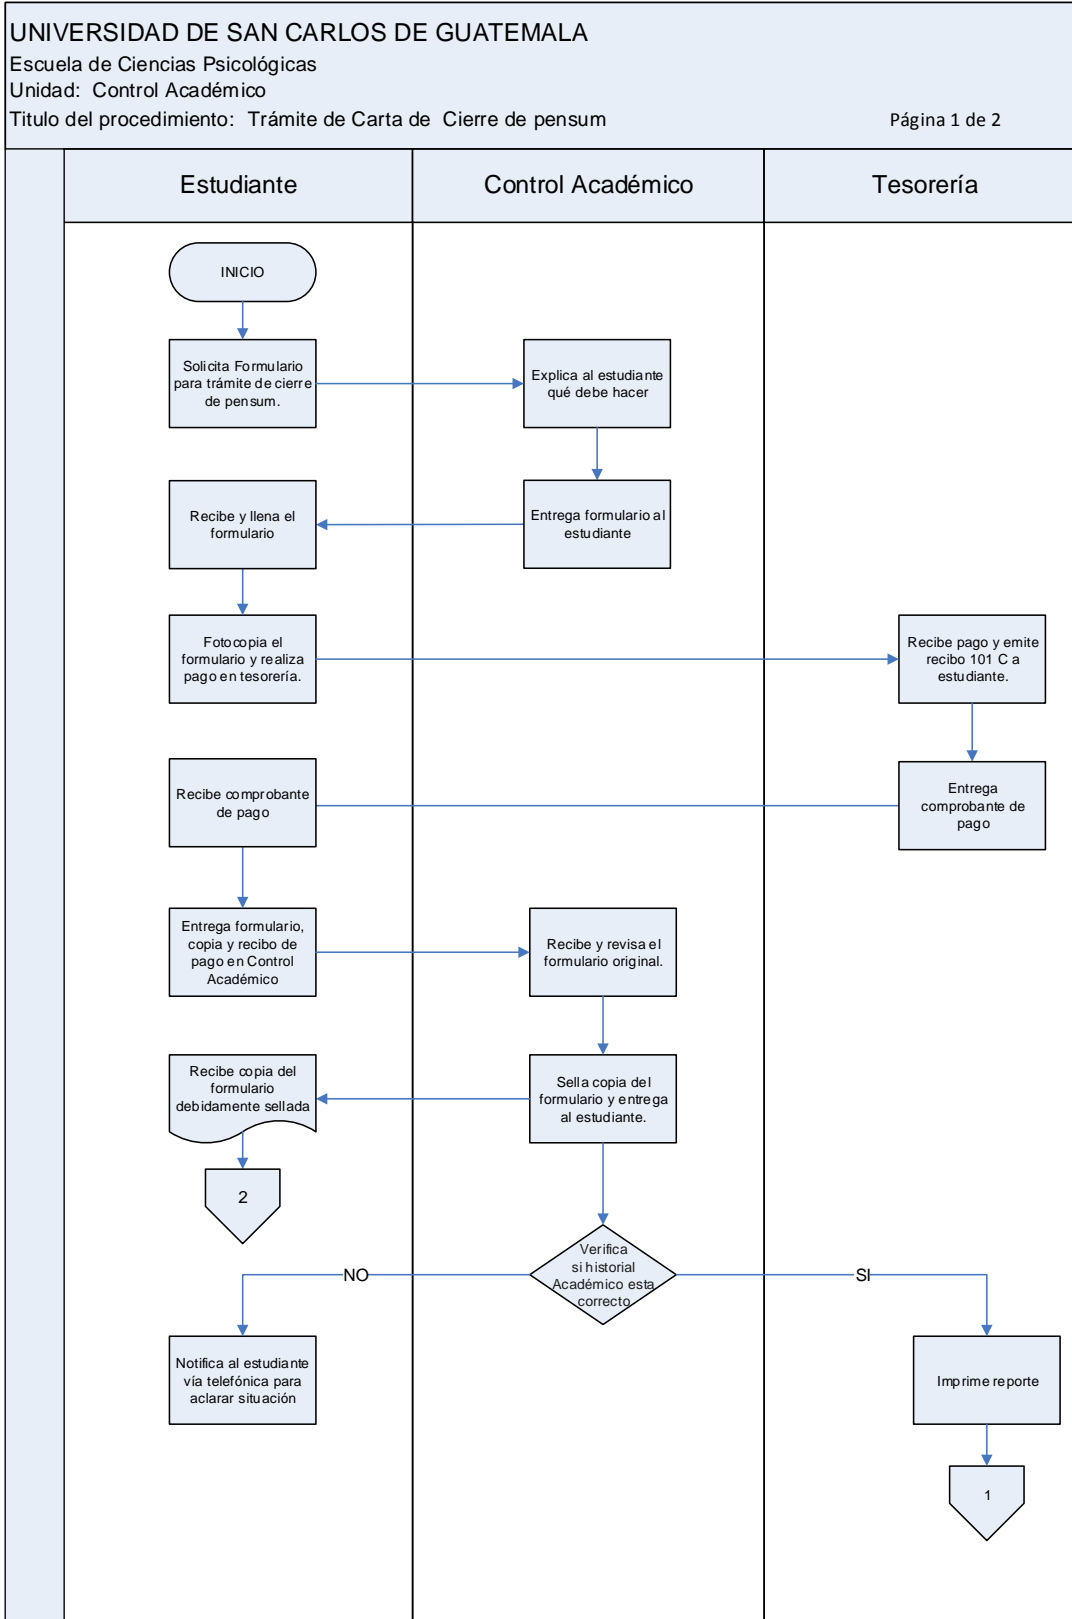 UNIVERSIDAD DE SAN CARLOS DE GUATEMALA
Escuela de Ciencias Psicológicas
Unidad: Control Académico
Titulo del procedimiento: Trámite de Carta de Cierre de pensum
Página 1 de 2
Estudiante
Control Académico
Tesorería
INICIO
Solicita Formulario
para trámite de cierre
de pensum.
Explica al estudiante
qué debe hacer
Recibe y llena el
formulario
Entrega formulario al
estudiante
Fotocopia el
formulario y realiza
pago en tesorería.
Recibe pago y emite
recibo 101 C a
estudiante.
Recibe comprobante
de pago
Entrega
comprobante de
pago
Entrega formulario,
copia y recibo de
pago en Control
Académico
Recibe y revisa el
formulario original.
Recibe copia del
formulario
debidamente sellada
Sella copia del
formulario y entrega
al estudiante.
2
Verifica
si historial
Académico esta
correcto
NO
SI
Notifica al estudiante
vía telefónica para
aclarar situación
Imprime reporte
1